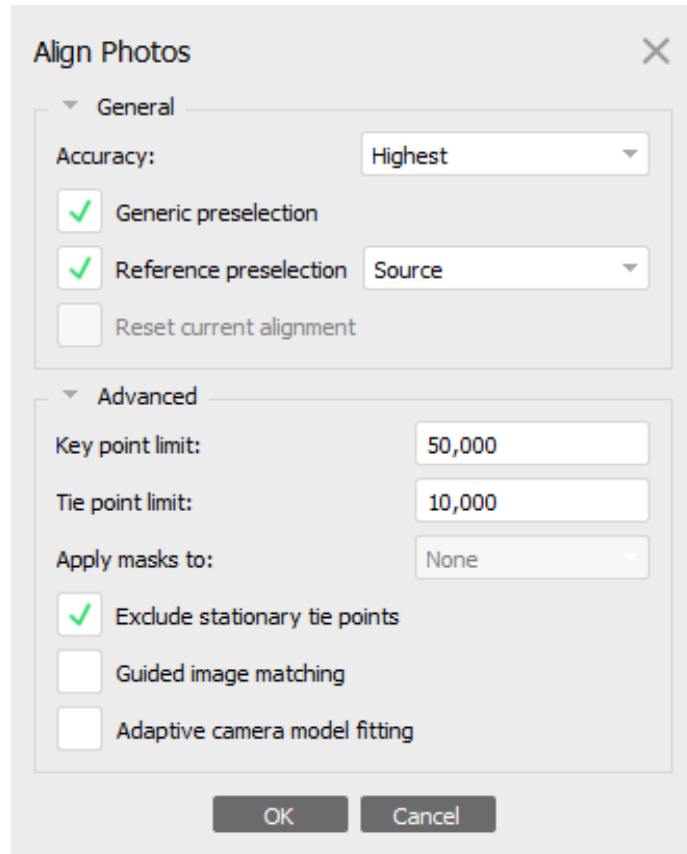 Align Photos
General
Accuracy: Highest
Generic preselection
Reference preselection Source
Reset current alignment
Advanced
Key point limit: 50,000
Tie point limit: 10,000
Apply masks to: None
Exclude stationary tie points
Guided image matching
Adaptive camera model fitting
OK Cancel